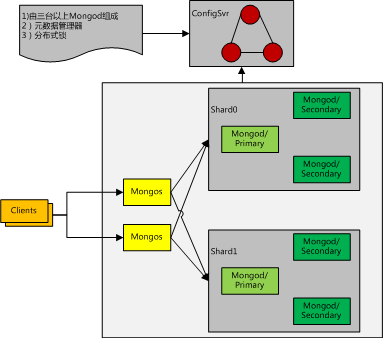 1)由三台以上Mongod组成
2）元数据管理器
3）分布式锁
ConfigSvr
Shard0
Mongod/
Secondary
Mongod/
Primary
Mongod/
Secondary
Clients
Mongos
Mongos
Shard1
Mongod/
Secondary
Mongod/
Primary
Mongod/
Secondary